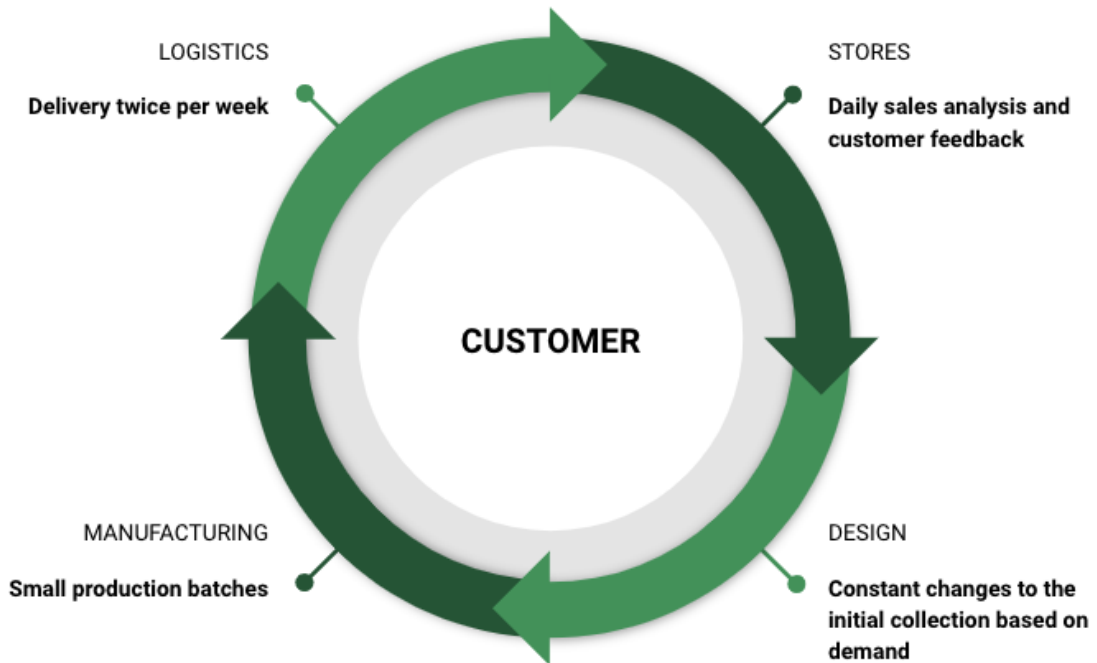 LOGISTICS
Delivery twice per week
STORES
Daily sales analysis and
customer feedback
CUSTOMER
MANUFACTURING
Small production batches
DESIGN
Constant changes to the
initial collection based on
demand